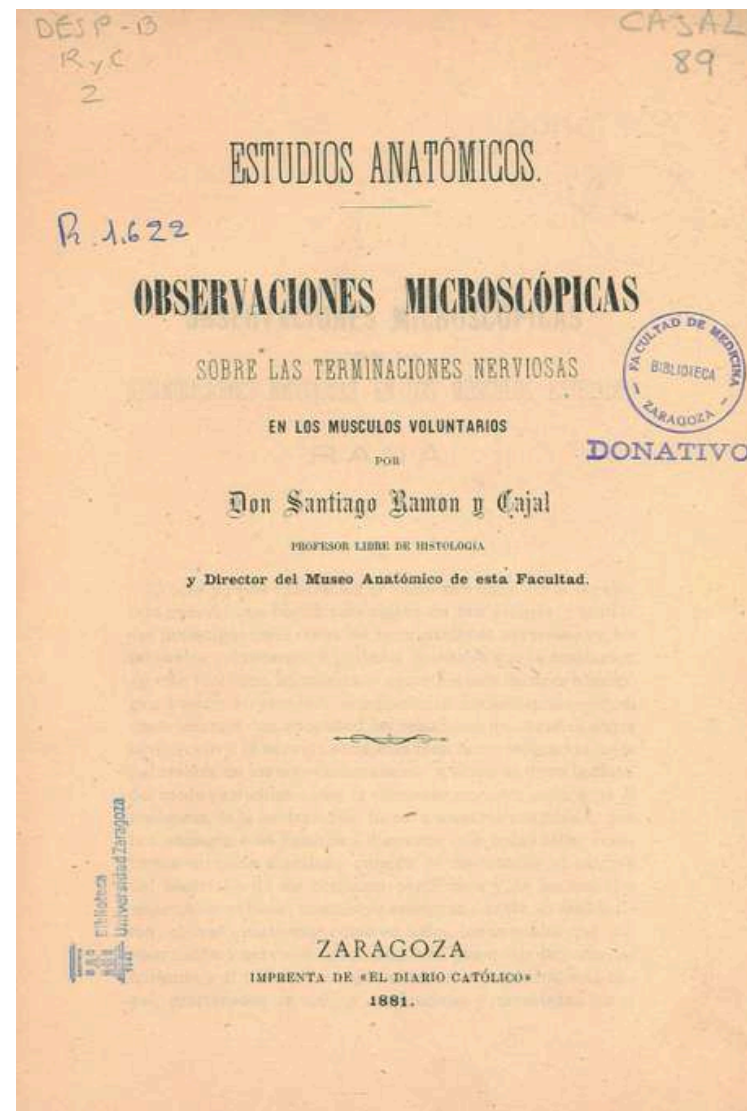 DESP-13
R y C
2
CAJAL
89
ESTUDIOS ANATÓMICOS.
R. 1.622
OBSERVACIONES MICROSCÓPICAS
SOBRE LAS TERMINACIONES NERVIOSAS
EN LOS MUSCULOS VOLUNTARIOS
POR
Don Santiago Ramon y Cajal
PROFESOR LIBRE DE HISTOLOGIA
y Director del Museo Anatómico de esta Facultad.
FACULTAD DE MEDICINA
BIBLIOTECA
ZARAGOZA
DONATIVO
Biblioteca
Universidad Zaragoza
ZARAGOZA
IMPRENTA DE «EL DIARIO CATÓLICO»
1881.